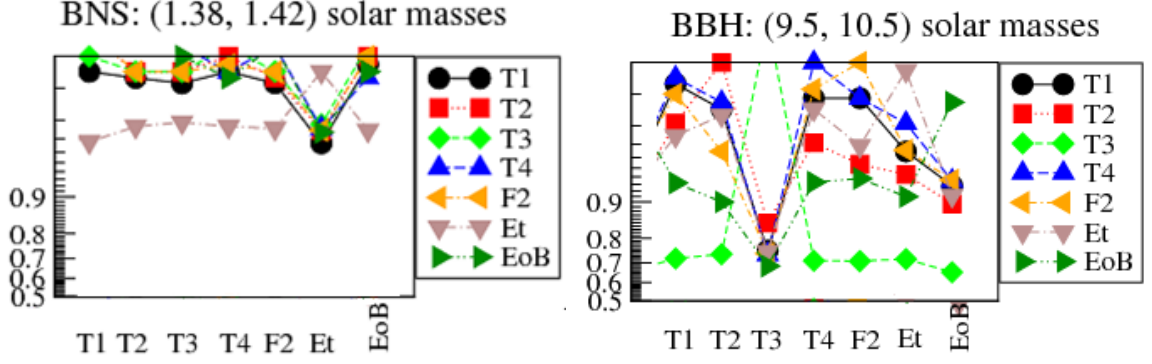 BNS: (1.38, 1.42) solar masses
T1
T2
T3
T4
F2
Et
EoB
0.9
0.8
0.7
0.6
0.5
T1 T2 T3 T4 F2 Et EoB
BBH: (9.5, 10.5) solar masses
T1
T2
T3
T4
F2
Et
EoB
0.9
0.8
0.7
0.6
0.5
T1 T2 T3 T4 F2 Et EoB